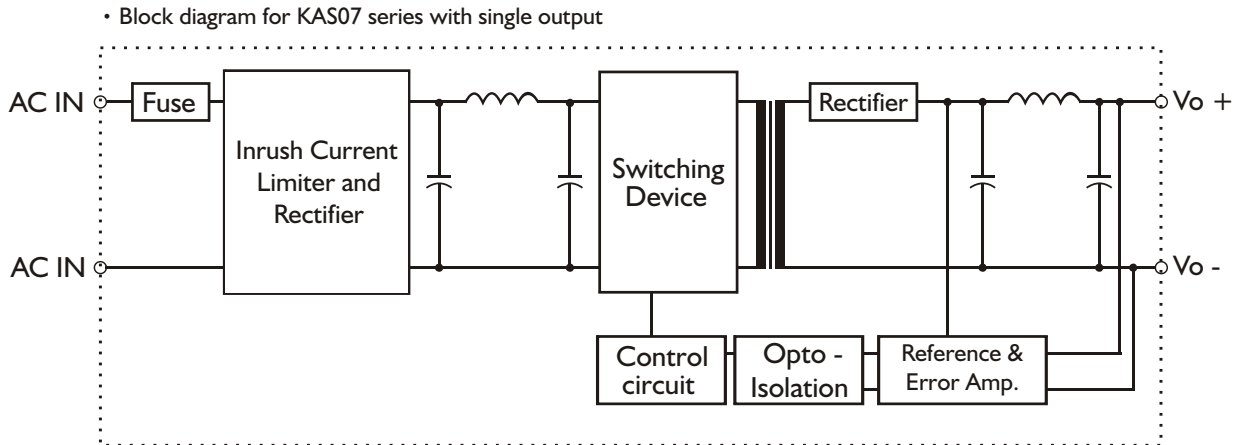 • Block diagram for KAS07 series with single output
AC IN
Fuse
Inrush Current
Limiter and
Rectifier
Switching
Device
Rectifier
Vo +
AC IN
Vo -
Control
circuit
Opto -
Isolation
Reference &
Error Amp.